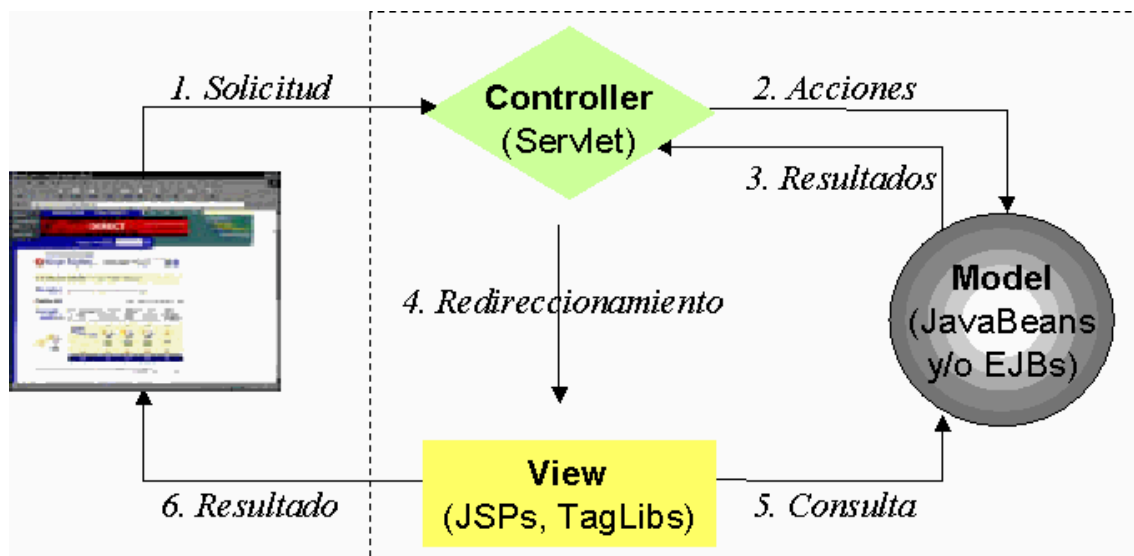 1. Solicitud
Controller
(Servlet)
2. Acciones
3. Resultados
DIRECT
4. Redireccionamiento
Model
(JavaBeans
y/o EJBs)
View
(JSPs, TagLibs)
5. Consulta
6. Resultado